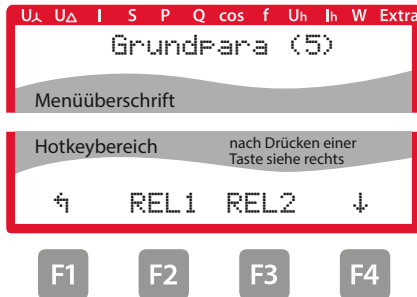 U⅄ U△ I S P Q cos f Uh Ih W Extra
Grundpara (5)
Menüüberschrift
Hotkeybereich
nach Drücken einer
Taste siehe rechts
↰ REL1 REL2 ↓
F1 F2 F3 F4